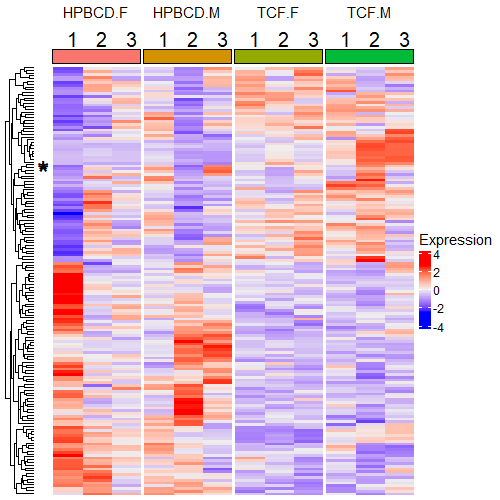 HPBCD.F HPBCD.M TCF.F TCF.M
1 2 3 1 2 3 1 2 3 1 2 3
*
Expression
4
2
0
-2
-4